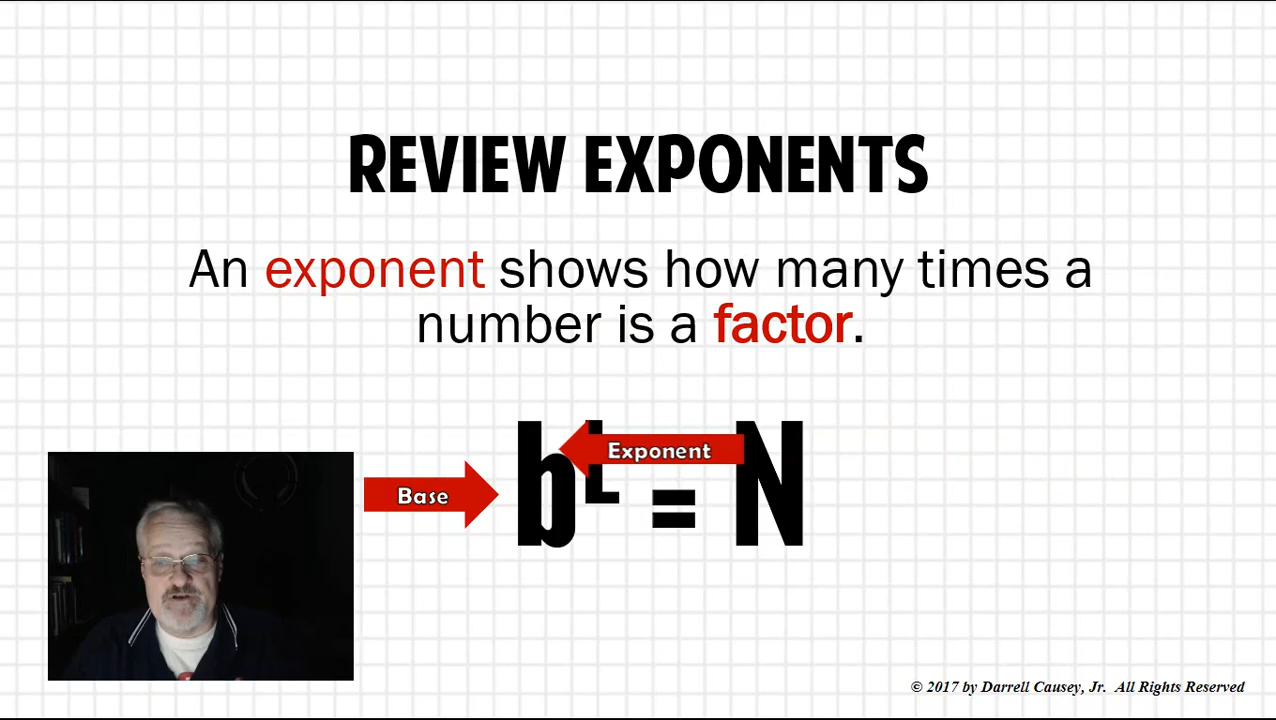 REVIEW EXPONENTS
An exponent shows how many times a
number is a factor.
Exponent
Base
b^L = N
© 2017 by Darrell Causey, Jr. All Rights Reserved